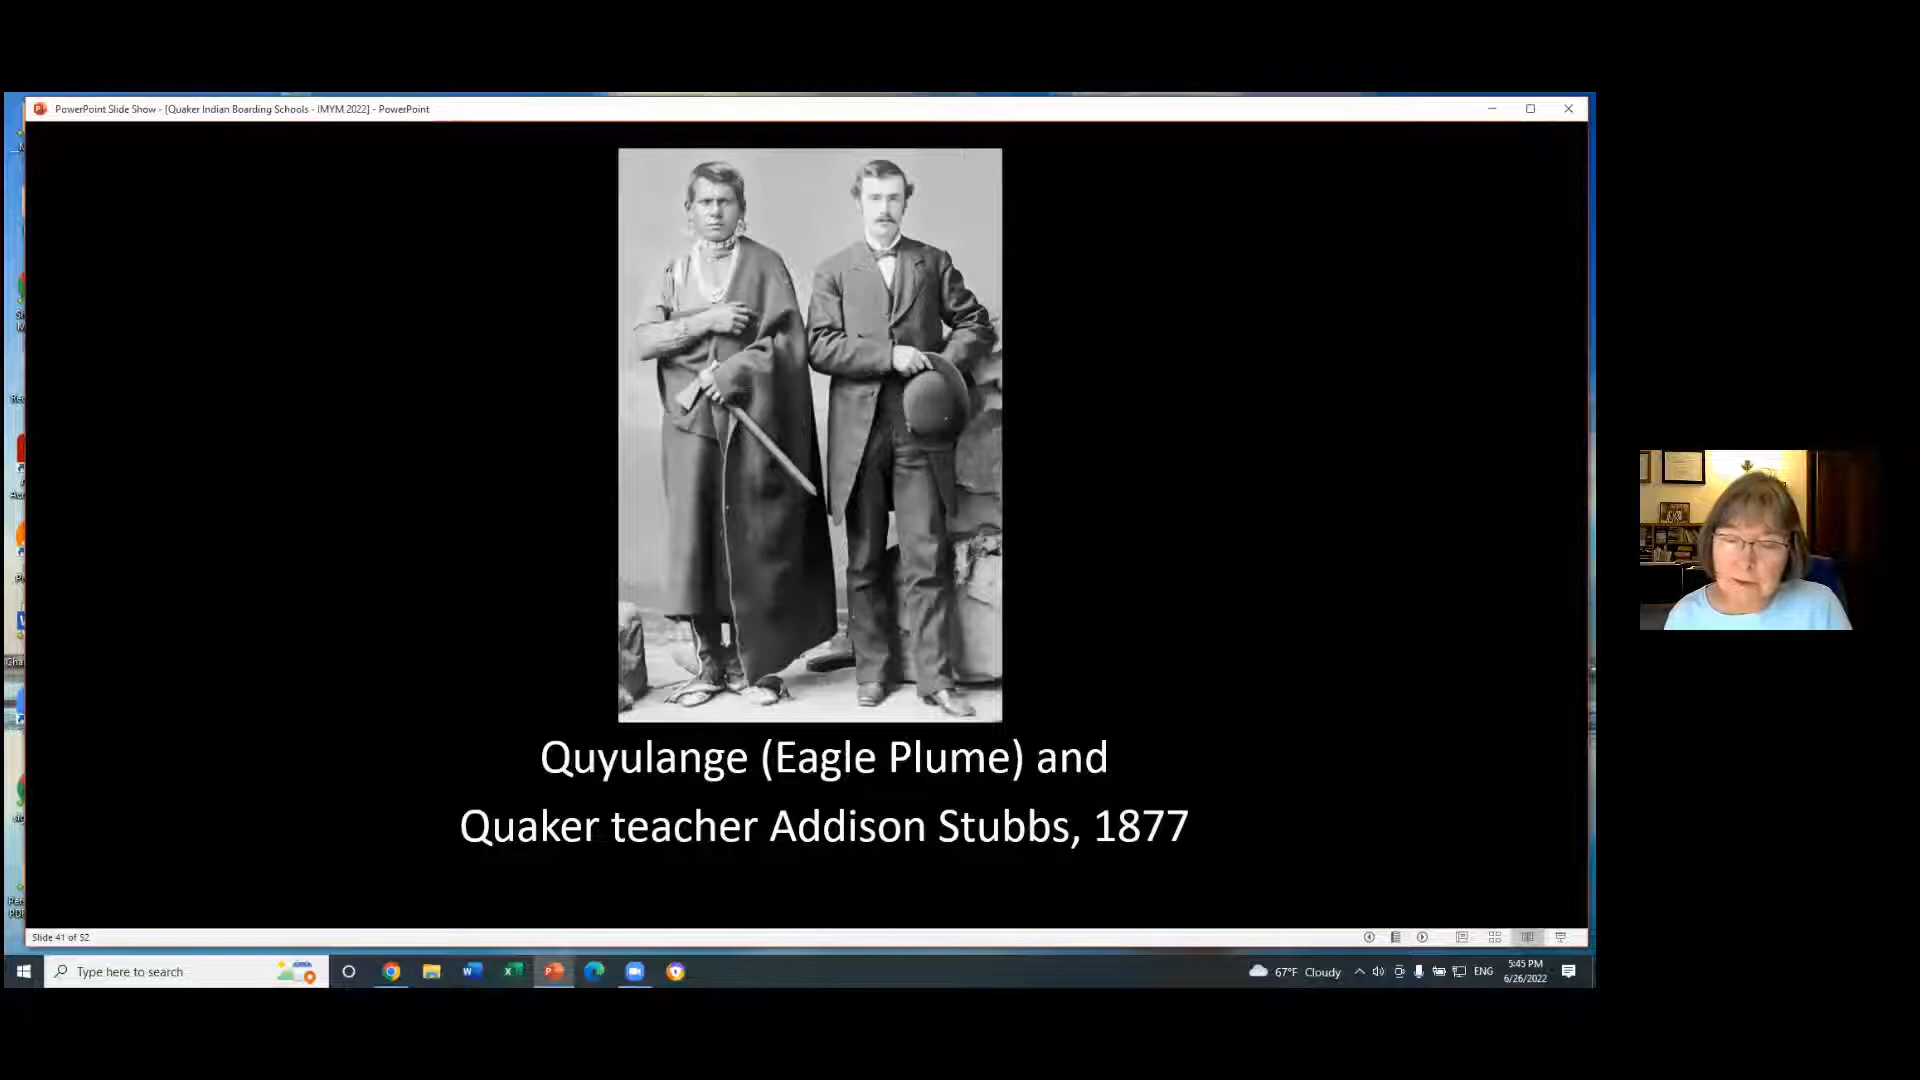 PowerPoint Slide Show - [Quaker Indian Boarding Schools - IMYM 2022] - PowerPoint
Quyulange (Eagle Plume) and
Quaker teacher Addison Stubbs, 1877
Slide 41 of 52
Type here to search
67°F Cloudy
ENG
5:45 PM
6/26/2022